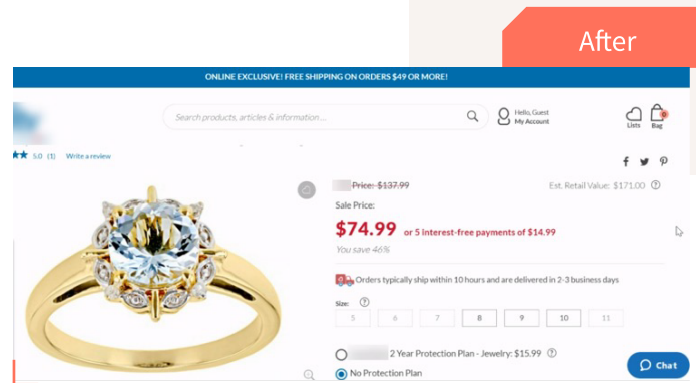 After
ONLINE EXCLUSIVE! FREE SHIPPING ON ORDERS $49 OR MORE!
Search products, articles & information...
Hello, Guest
My Account
Lists
Bag
5.0 (1) Write a review
Price: $137.99
Est. Retail Value: $171.00 ?
Sale Price:
$74.99 or 5 interest-free payments of $14.99
You save 46%
Orders typically ship within 10 hours and are delivered in 2-3 business days
Size: ?
5 6 7 8 9 10 11
2 Year Protection Plan - Jewelry: $15.99 ?
No Protection Plan
Chat